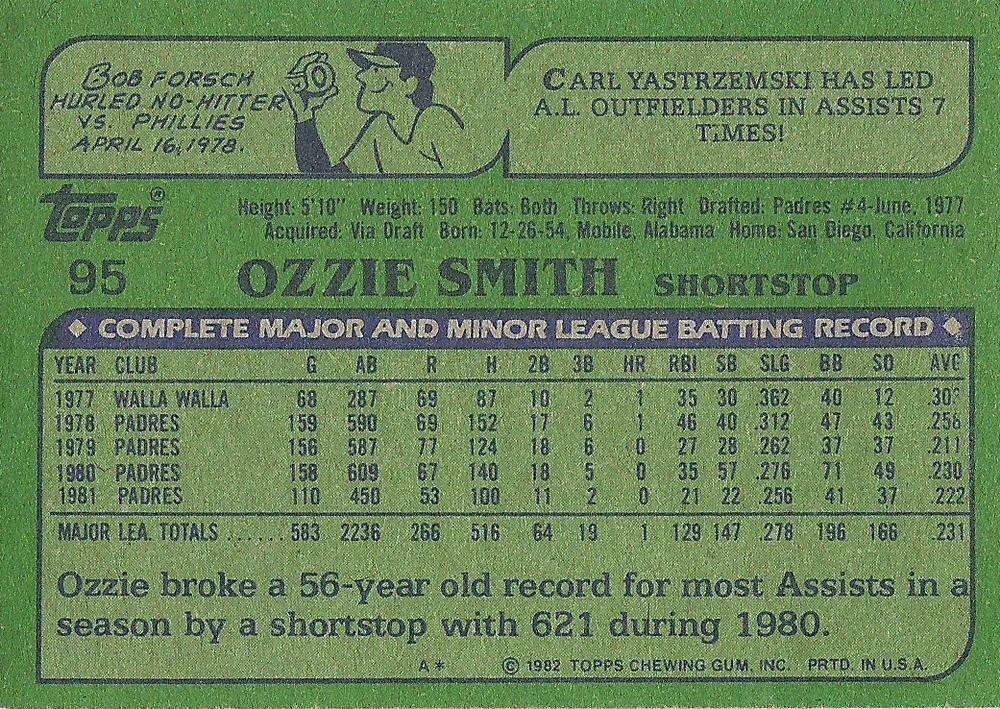 BOB FORSCH
HURLED NO-HITTER
VS. PHILLIES
APRIL 16, 1978.
CARL YASTRZEMSKI HAS LED
A.L. OUTFIELDERS IN ASSISTS 7
TIMES!
Topps®
Height: 5'10" Weight: 150 Bats: Both Throws: Right Drafted: Padres #4-June, 1977
Acquired: Via Draft Born: 12-26-54, Mobile, Alabama Home: San Diego, California
95 OZZIE SMITH SHORTSTOP
COMPLETE MAJOR AND MINOR LEAGUE BATTING RECORD
YEAR CLUB G AB R H 2B 3B HR RBI SB SLG BB SO AVG
1977 WALLA WALLA 68 287 69 87 10 2 1 35 30 .362 40 12
1978 PADRES 159 590 69 152 17 6 1 46 40 .312 47 43 .258
1979 PADRES 156 587 77 124 18 6 0 27 28 .262 37 37 .211
1980 PADRES 158 609 67 140 18 5 0 35 57 .276 71 49 .230
1981 PADRES 110 450 53 100 11 2 0 21 22 .256 41 37 .222
MAJOR LEA. TOTALS ...... 583 2236 266 516 64 19 1 129 147 .278 196 166 .231
Ozzie broke a 56-year old record for most Assists in a
season by a shortstop with 621 during 1980.
A* © 1982 TOPPS CHEWING GUM, INC. PRTD. IN U.S.A.